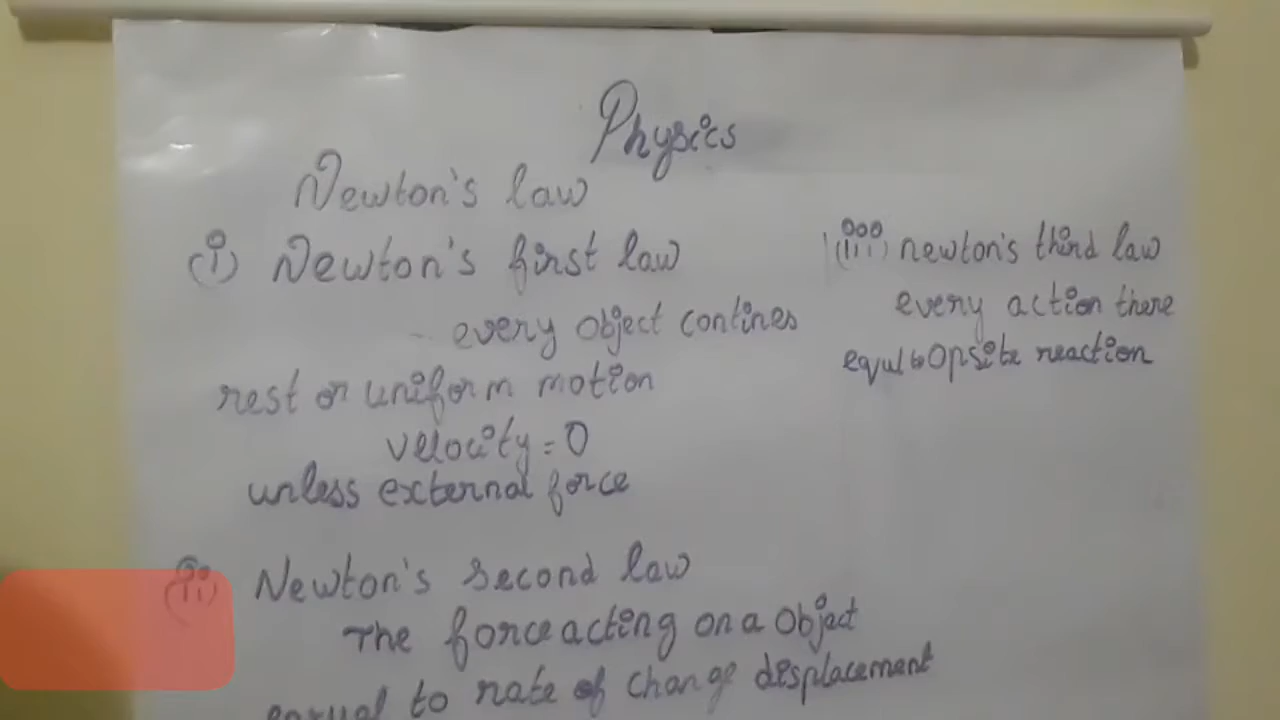 Physics
Newton's law
(i) Newton's first law
every object contines
rest or uniform motion
velocity = 0
unless external force
(ii) Newton's second law
The force acting on a object
equal to rate of change displacement
(iii) newton's third law
every action there
equl to opsite reaction